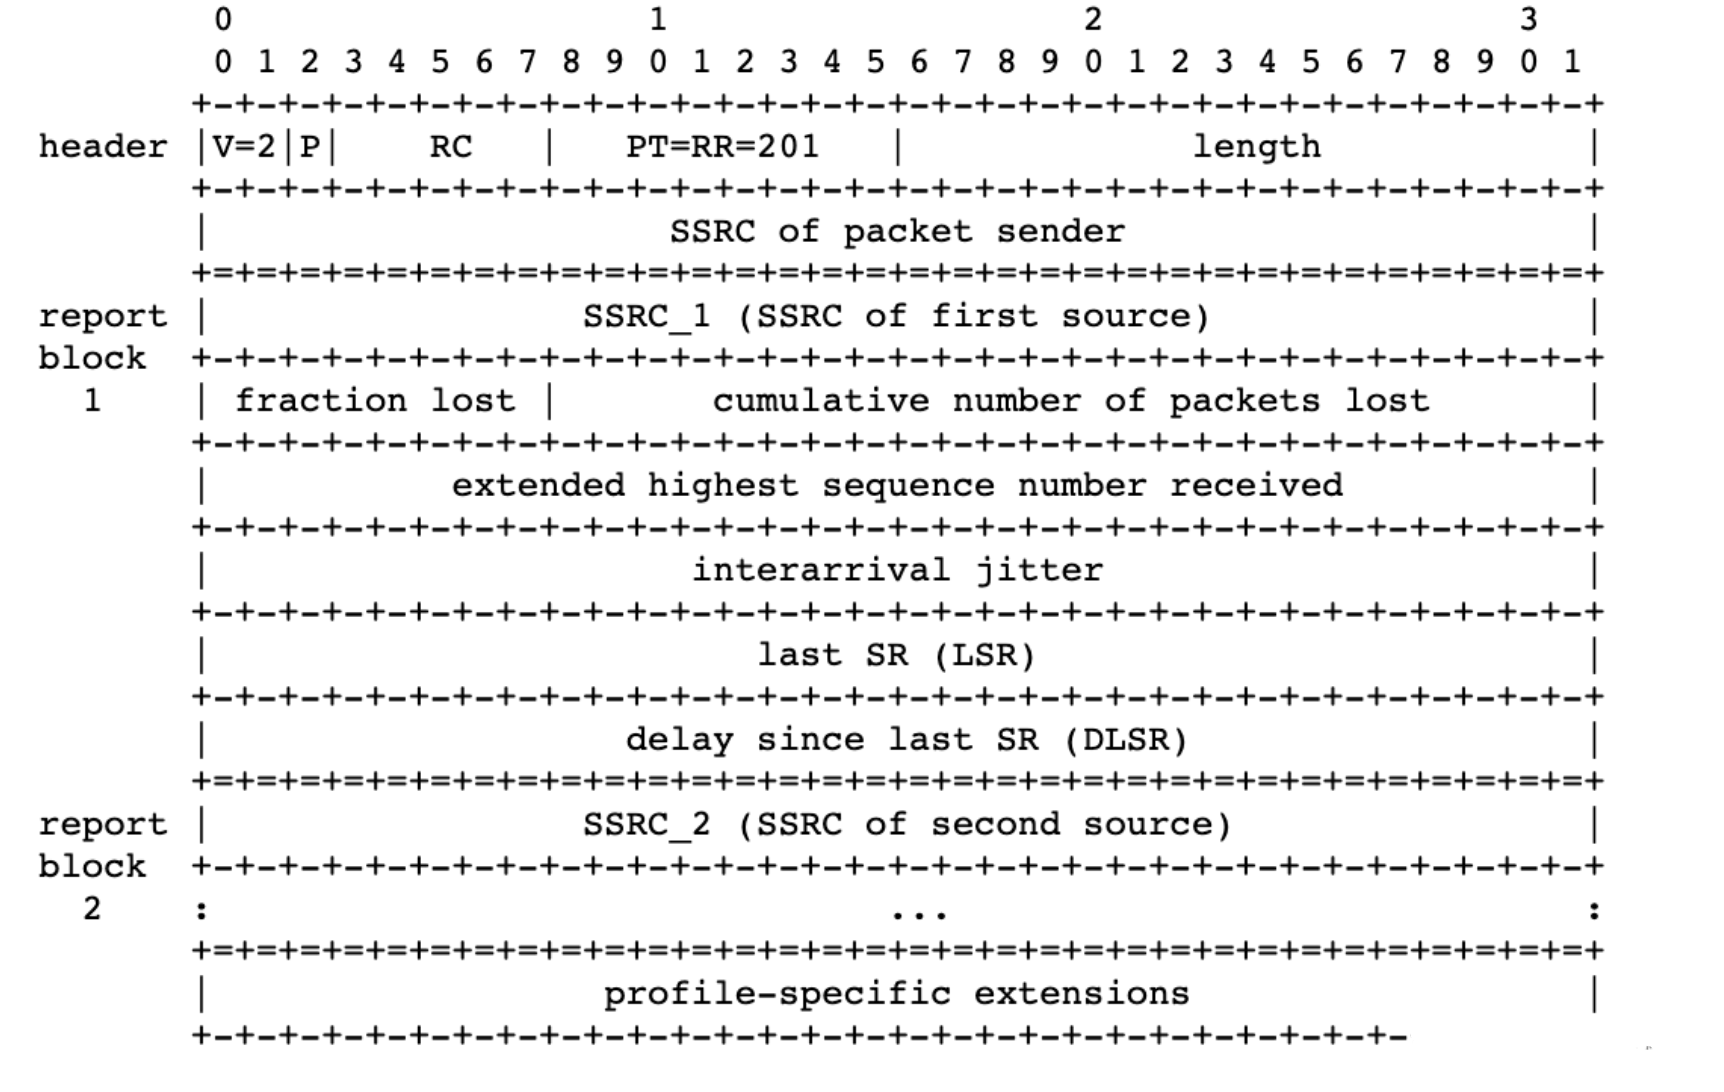 0                   1                   2                   3
0 1 2 3 4 5 6 7 8 9 0 1 2 3 4 5 6 7 8 9 0 1 2 3 4 5 6 7 8 9 0 1
+-+-+-+-+-+-+-+-+-+-+-+-+-+-+-+-+-+-+-+-+-+-+-+-+-+-+-+-+-+-+-+-+
header |V=2|P|    RC   |   PT=RR=201   |             length            |
+-+-+-+-+-+-+-+-+-+-+-+-+-+-+-+-+-+-+-+-+-+-+-+-+-+-+-+-+-+-+-+-+
|                     SSRC of packet sender                     |
+=+=+=+=+=+=+=+=+=+=+=+=+=+=+=+=+=+=+=+=+=+=+=+=+=+=+=+=+=+=+=+=+
report |                 SSRC_1 (SSRC of first source)                 |
block  +-+-+-+-+-+-+-+-+-+-+-+-+-+-+-+-+-+-+-+-+-+-+-+-+-+-+-+-+-+-+-+-+
1    | fraction lost |       cumulative number of packets lost       |
+-+-+-+-+-+-+-+-+-+-+-+-+-+-+-+-+-+-+-+-+-+-+-+-+-+-+-+-+-+-+-+-+
|           extended highest sequence number received           |
+-+-+-+-+-+-+-+-+-+-+-+-+-+-+-+-+-+-+-+-+-+-+-+-+-+-+-+-+-+-+-+-+
|                      interarrival jitter                      |
+-+-+-+-+-+-+-+-+-+-+-+-+-+-+-+-+-+-+-+-+-+-+-+-+-+-+-+-+-+-+-+-+
|                         last SR (LSR)                         |
+-+-+-+-+-+-+-+-+-+-+-+-+-+-+-+-+-+-+-+-+-+-+-+-+-+-+-+-+-+-+-+-+
|                   delay since last SR (DLSR)                  |
+=+=+=+=+=+=+=+=+=+=+=+=+=+=+=+=+=+=+=+=+=+=+=+=+=+=+=+=+=+=+=+=+
report |                 SSRC_2 (SSRC of second source)                |
block  +-+-+-+-+-+-+-+-+-+-+-+-+-+-+-+-+-+-+-+-+-+-+-+-+-+-+-+-+-+-+-+-+
2    :                               ...                             :
+=+=+=+=+=+=+=+=+=+=+=+=+=+=+=+=+=+=+=+=+=+=+=+=+=+=+=+=+=+=+=+=+
|                  profile-specific extensions                  |
+-+-+-+-+-+-+-+-+-+-+-+-+-+-+-+-+-+-+-+-+-+-+-+-+-+-+-+-